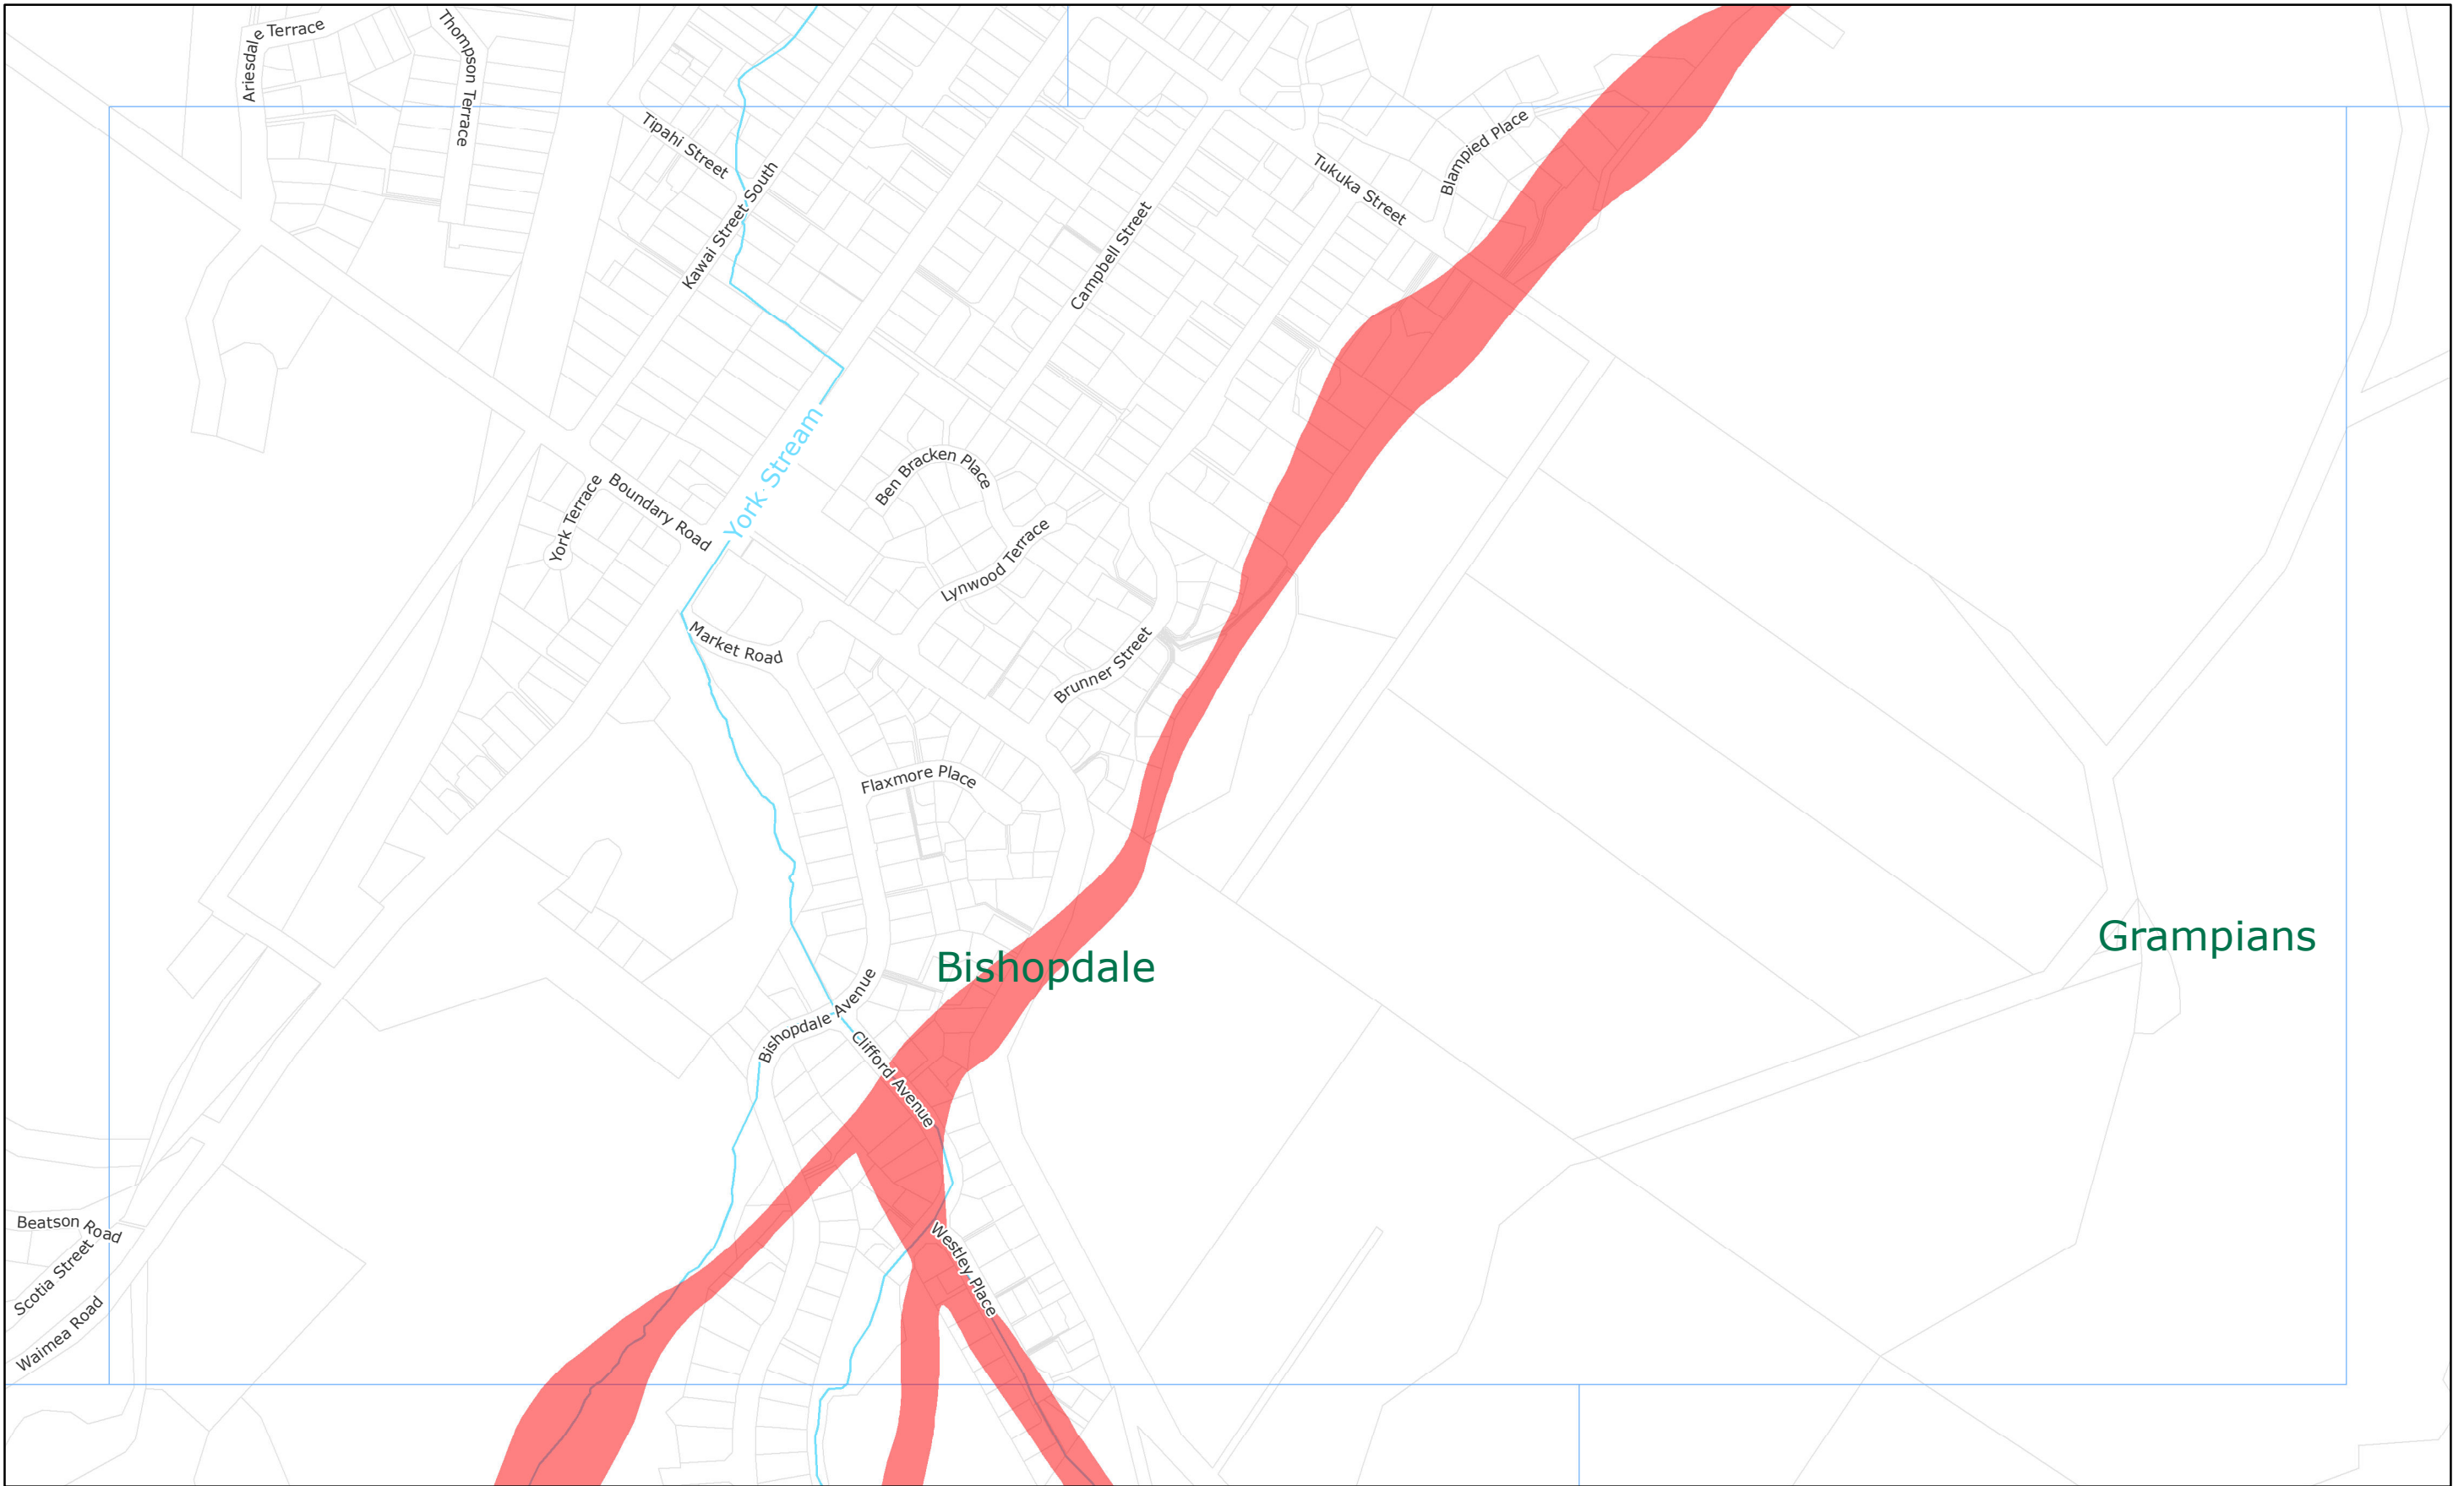 Ariesdale Terrace
Thompson Terrace
Tipahi Street
Kawai Street South
Campbell Street
Tukuka Street
Blampied Place
York Stream
Ben Bracken Place
York Terrace
Boundary Road
Lynwood Terrace
Market Road
Brunner Street
Flaxmore Place
Grampians
Bishopdale
Bishopdale Avenue
Clifford Avenue
Beatson Road
Scotia Street
Westley Place
Waimea Road